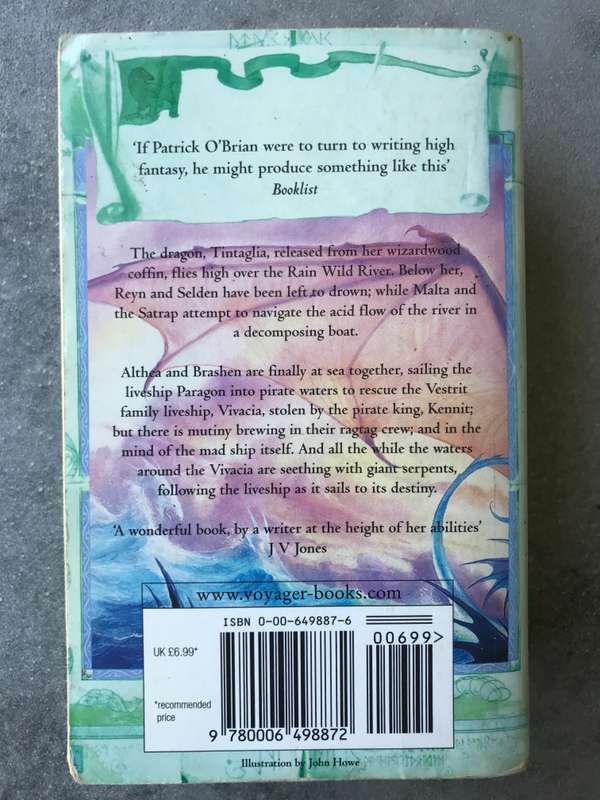 'If Patrick O'Brian were to turn to writing high
fantasy, he might produce something like this'
Booklist
The dragon, Tintaglia, released from her wizardwood
coffin, flies high over the Rain Wild River. Below her,
Reyn and Selden have been left to drown; while Malta and
the Satrap attempt to navigate the acid flow of the river in
a decomposing boat.
Althea and Brashen are finally at sea together, sailing the
liveship Paragon into pirate waters to rescue the Vestrit
family liveship, Vivacia, stolen by the pirate king, Kennit;
but there is mutiny brewing in their ragtag crew; and in the
mind of the mad ship itself. And all the while the waters
around the Vivacia are seething with giant serpents,
following the liveship as it sails to its destiny.
'A wonderful book, by a writer at the height of her abilities'
J V Jones
www.voyager-books.com
ISBN 0-00-649887-6
00699>
UK £6.99*
*recommended
price
9 780006 498872
Illustration by John Howe